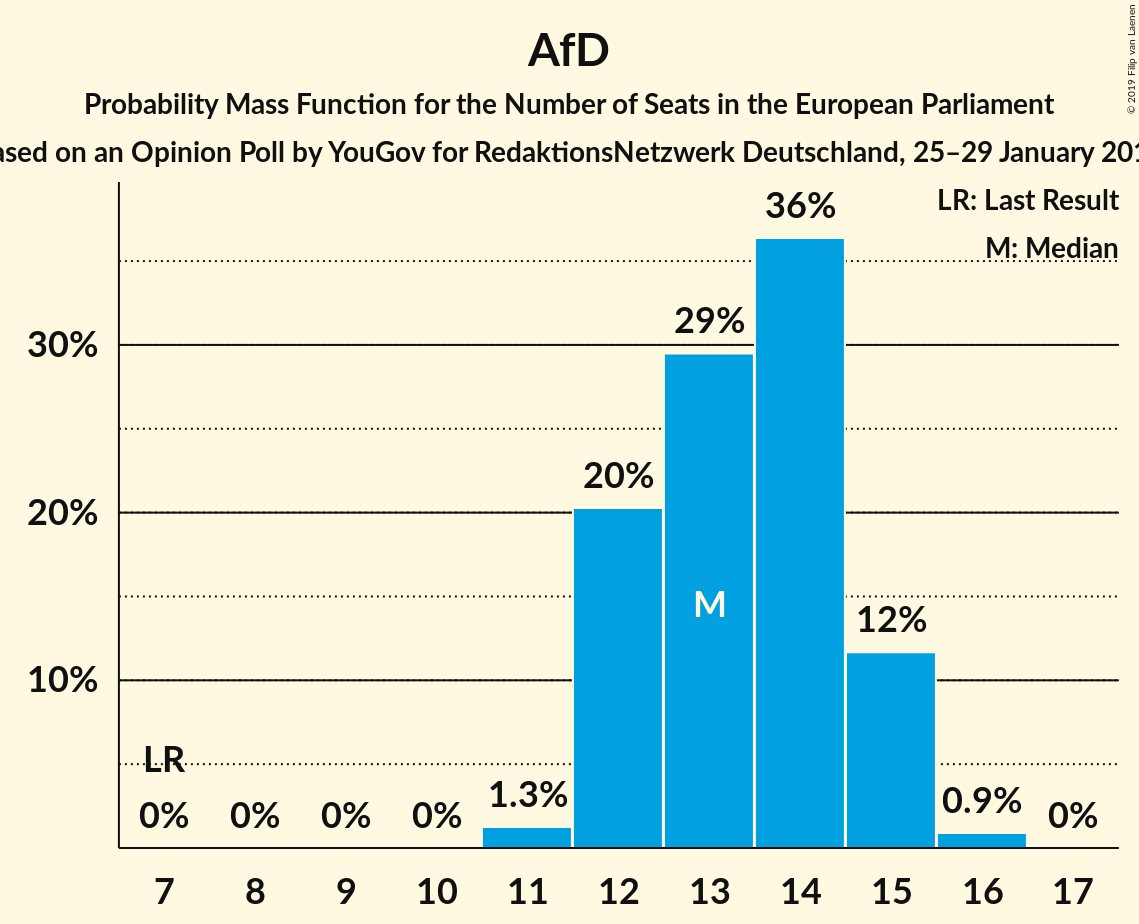 AfD
Probability Mass Function for the Number of Seats in the European Parliament
ased on an Opinion Poll by YouGov for RedaktionsNetzwerk Deutschland, 25–29 January 201
© 2019 Filip van Laenen
LR: Last Result
M: Median
36%
29%
30%
20%
20%
M
12%
10%
LR
1.3%
0.9%
0% 0% 0% 0% 0%
7 8 9 10 11 12 13 14 15 16 17